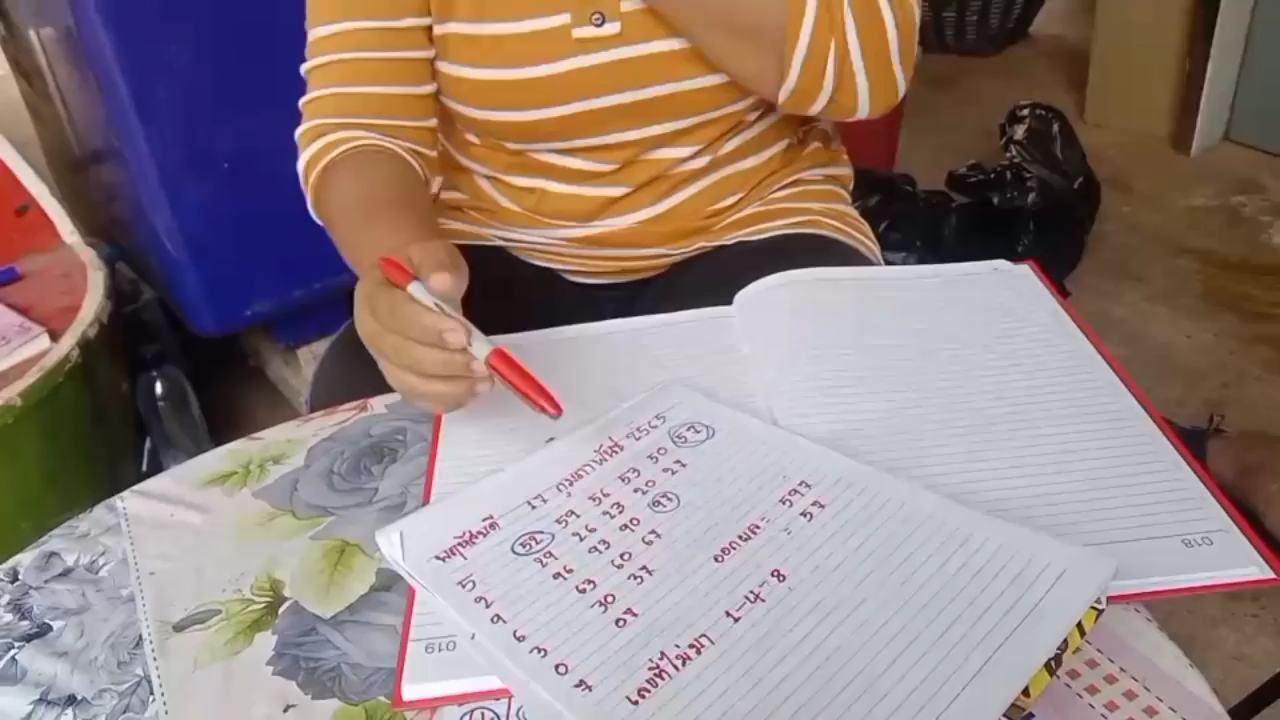 พฤหัสบดี 17 กุมภาพันธ์ 2565
5 52 59 56 53 50 57
2 29 26 23 20 27
9 96 93 90 97
6 63 60 67
3 30 37
0 07
7
ออกผล = 597
= 57
เลขที่ไม่มา 1-4-8
018
019